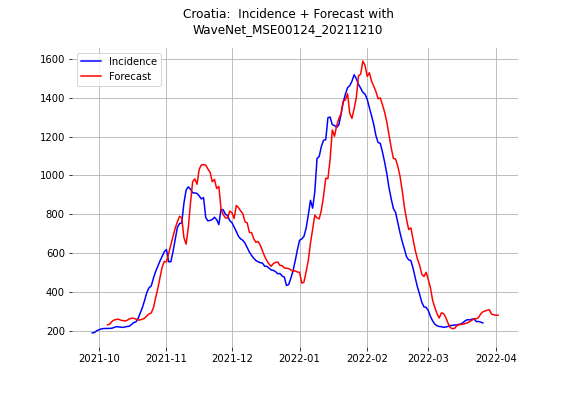 Croatia:  Incidence + Forecast with
WaveNet_MSE00124_20211210
Incidence
Forecast
1600
1400
1200
1000
800
600
400
200
2021-10 2021-11 2021-12 2022-01 2022-02 2022-03 2022-04